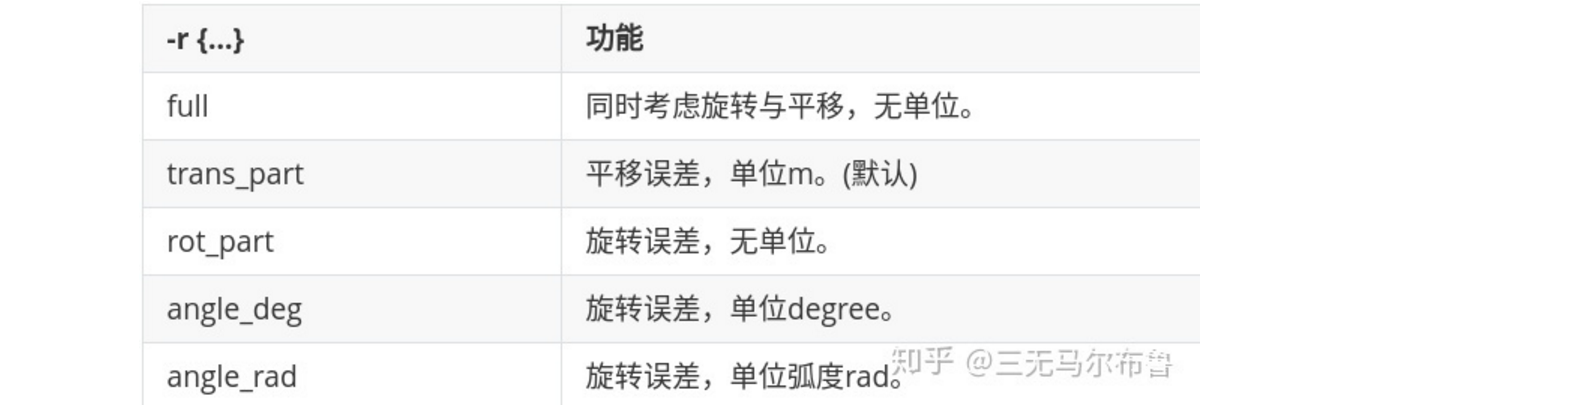 -r {...} 功能
full 同时考虑旋转与平移，无单位。
trans_part 平移误差，单位m。(默认)
rot_part 旋转误差，无单位。
angle_deg 旋转误差，单位degree。
angle_rad 旋转误差，单位弧度rad。
知乎 @三无马尔布鲁